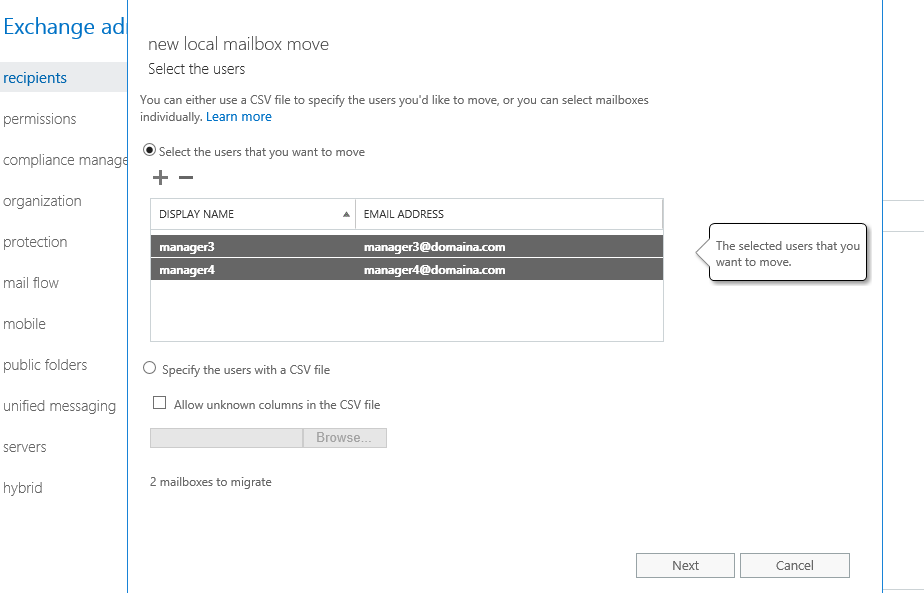 Exchange ad
recipients
permissions
compliance manage
organization
protection
mail flow
mobile
public folders
unified messaging
servers
hybrid
new local mailbox move
Select the users
You can either use a CSV file to specify the users you'd like to move, or you can select mailboxes
individually. Learn more
Select the users that you want to move
DISPLAY NAME EMAIL ADDRESS
manager3 manager3@domaina.com
manager4 manager4@domaina.com
The selected users that you
want to move.
Specify the users with a CSV file
Allow unknown columns in the CSV file
Browse...
2 mailboxes to migrate
Next Cancel